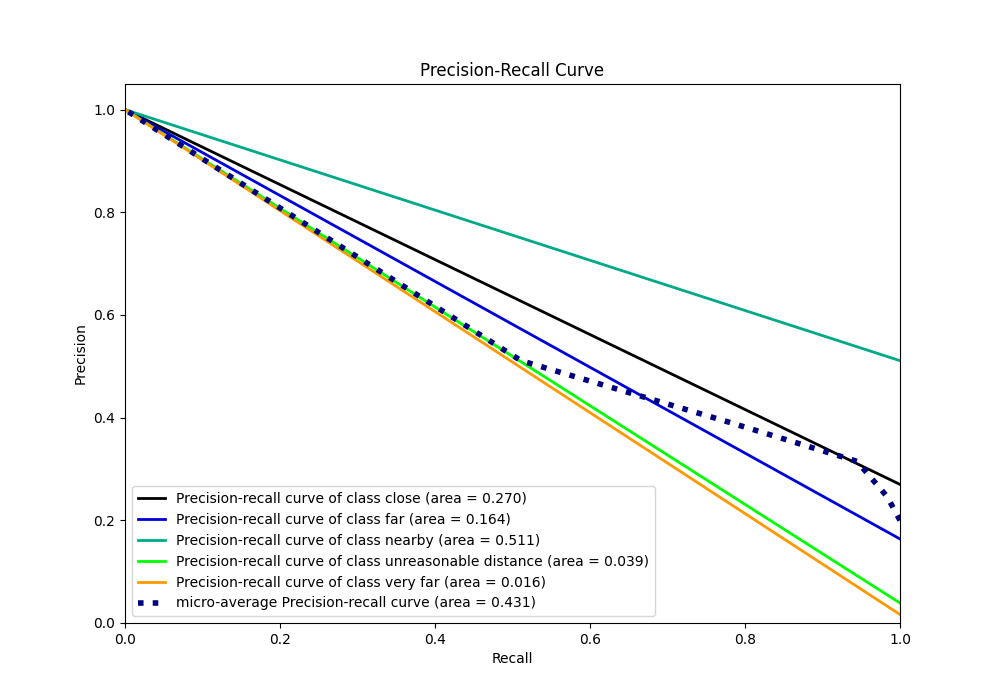 Precision-Recall Curve
1.0
0.8
0.6
0.4
0.2
0.0
Precision
Precision-recall curve of class close (area = 0.270)
Precision-recall curve of class far (area = 0.164)
Precision-recall curve of class nearby (area = 0.511)
Precision-recall curve of class unreasonable distance (area = 0.039)
Precision-recall curve of class very far (area = 0.016)
micro-average Precision-recall curve (area = 0.431)
0.0 0.2 0.4 0.6 0.8 1.0
Recall